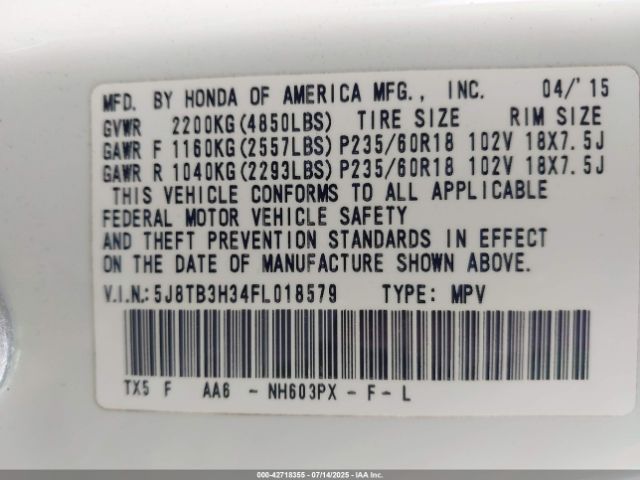 MFD. BY HONDA OF AMERICA MFG., INC. 04/'15
GVWR 2200KG(4850LBS) TIRE SIZE RIM SIZE
GAWR F 1160KG(2557LBS) P235/60R18 102V 18X7.5J
GAWR R 1040KG(2293LBS) P235/60R18 102V 18X7.5J
THIS VEHICLE CONFORMS TO ALL APPLICABLE
FEDERAL MOTOR VEHICLE SAFETY
AND THEFT PREVENTION STANDARDS IN EFFECT
ON THE DATE OF MANUFACTURE SHOWN ABOVE.
V.I.N.:5J8TB3H34FL018579 TYPE: MPV
TX5 F AA6 - NH603PX - F - L
000-42718355 - 07/14/2025 - IAA Inc.